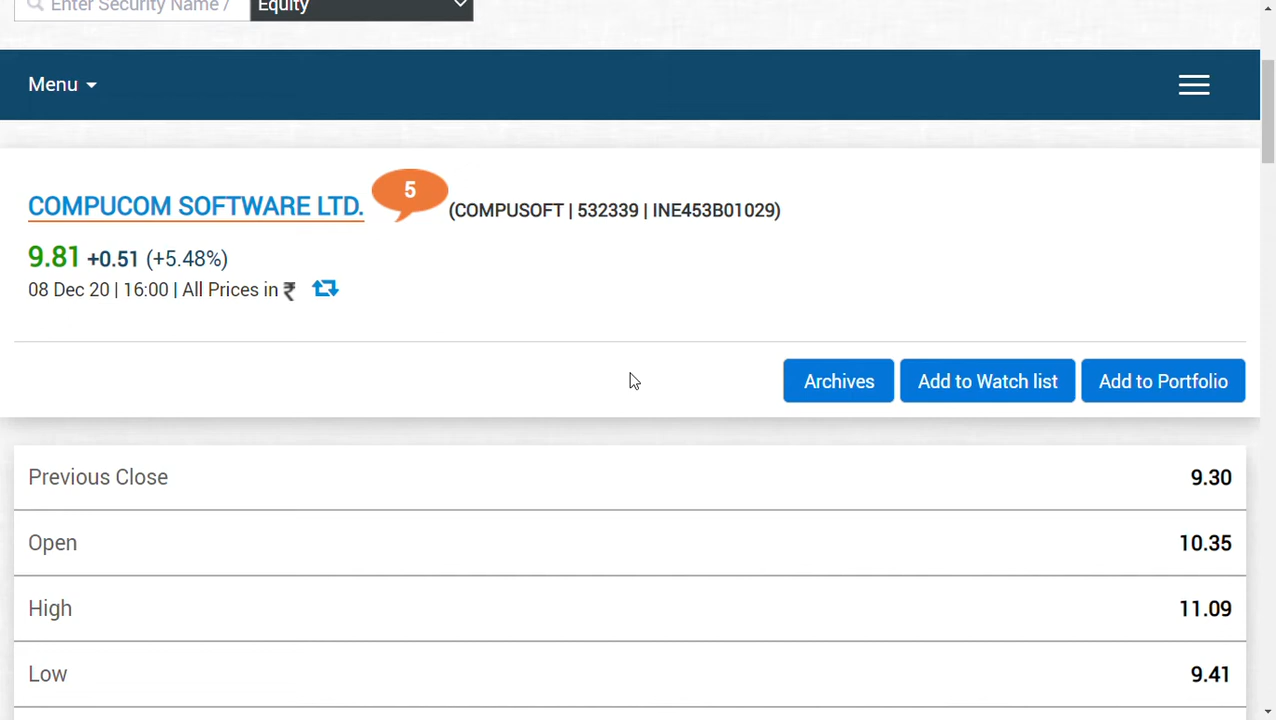 Enter Security Name /
Equity
Menu
COMPUCOM SOFTWARE LTD. 5 (COMPUSOFT | 532339 | INE453B01029)
9.81 +0.51 (+5.48%)
08 Dec 20 | 16:00 | All Prices in ₹
Archives Add to Watch list Add to Portfolio
Previous Close 9.30
Open 10.35
High 11.09
Low 9.41